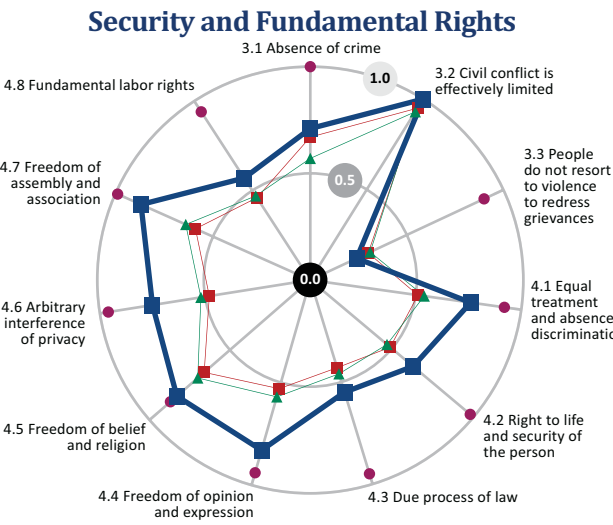 Security and Fundamental Rights
3.1 Absence of crime
1.0
3.2 Civil conflict is
effectively limited
4.8 Fundamental labor rights
3.3 People
do not resort
to violence
to redress
grievances
4.7 Freedom of
assembly and
association
0.5
0.0
4.1 Equal
treatment
and absence
discriminatio
4.6 Arbitrary
interference
of privacy
4.5 Freedom of belief
and religion
4.2 Right to life
and security of
the person
4.4 Freedom of opinion
and expression
4.3 Due process of law